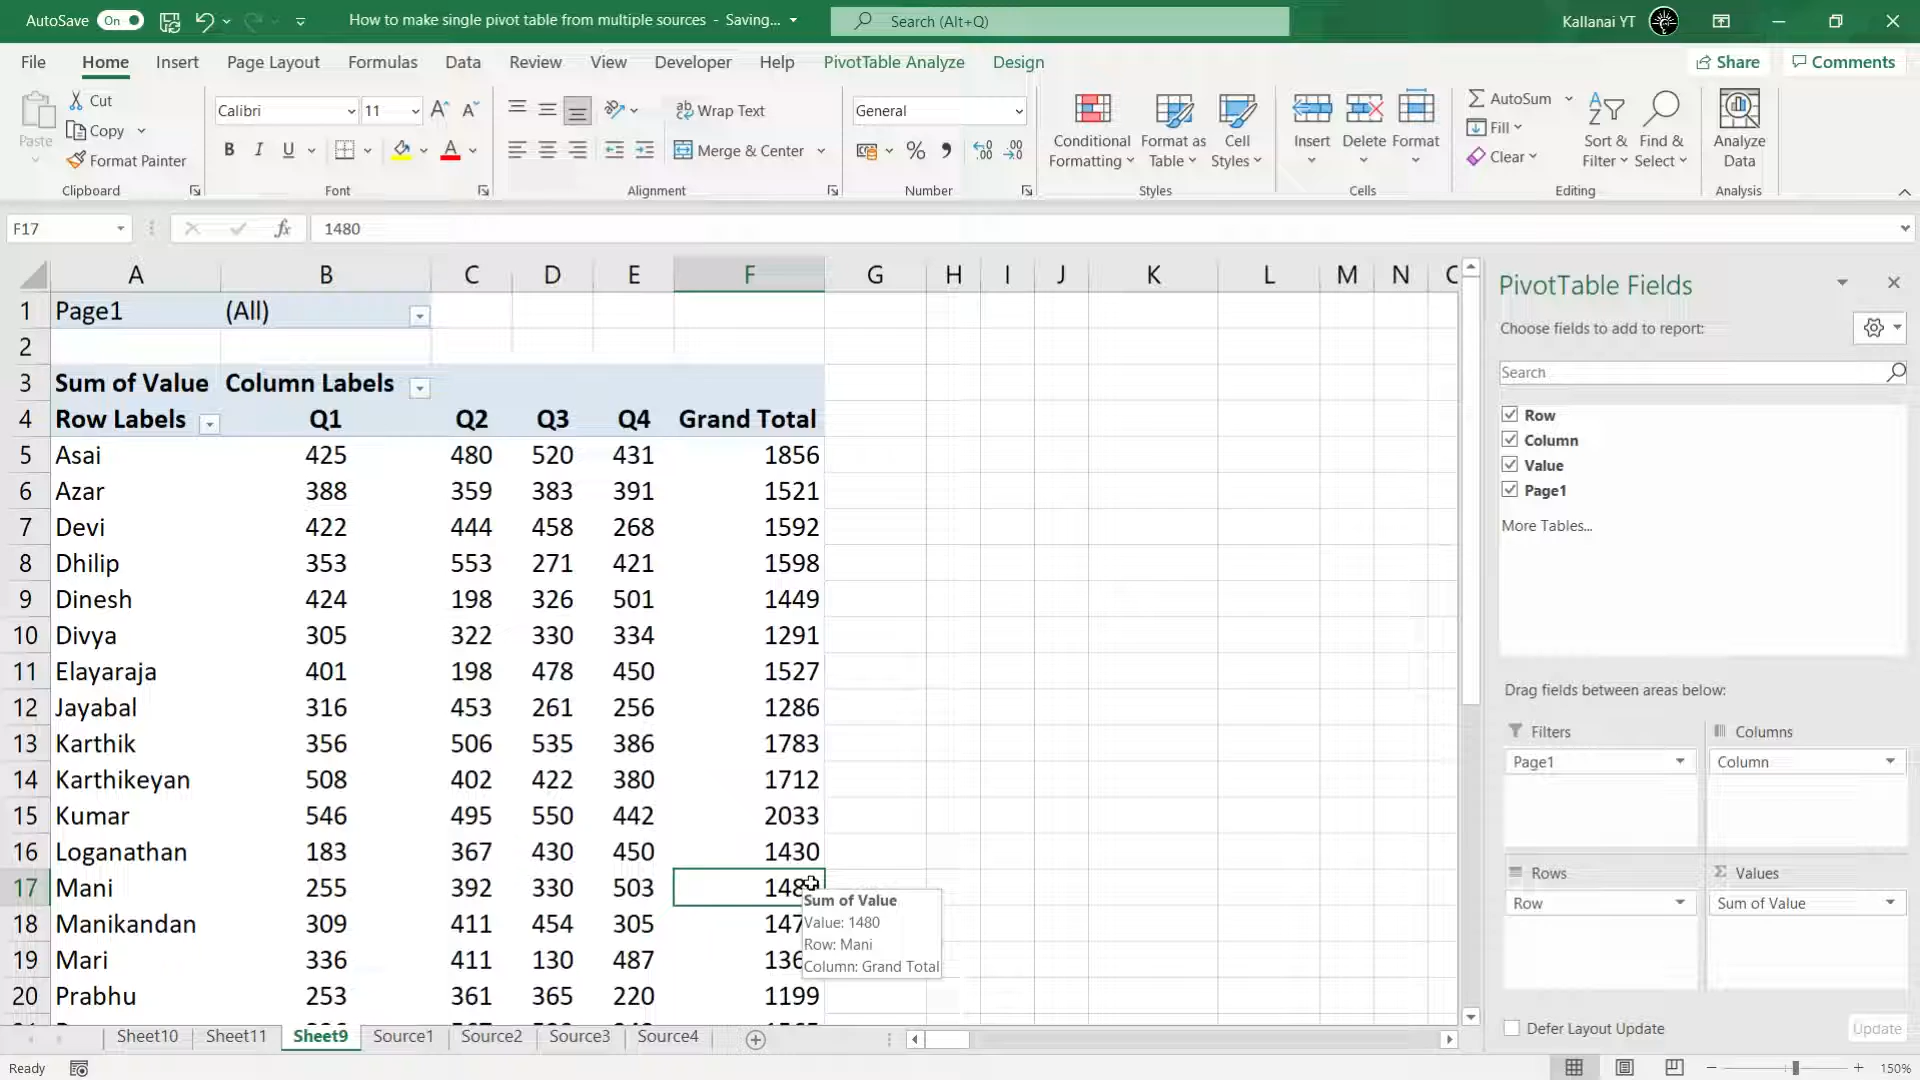 AutoSave On How to make single pivot table from multiple sources - Saving... Search (Alt+Q) Kallanai YT
File Home Insert Page Layout Formulas Data Review View Developer Help PivotTable Analyze Design Share Comments
Paste Cut Copy Format Painter Clipboard
Calibri 11 B I U A Font
Wrap Text Merge & Center Alignment
General % Number
Conditional Formatting Format as Table Cell Styles Styles
Insert Delete Format Cells
AutoSum Fill Clear Sort & Filter Find & Select Editing
Analyze Data Analysis
F17 fx 1480
A B C D E F G H I J K L M N
1 Page1 (All)
2
3 Sum of Value Column Labels
4 Row Labels Q1 Q2 Q3 Q4 Grand Total
5 Asai 425 480 520 431 1856
6 Azar 388 359 383 391 1521
7 Devi 422 444 458 268 1592
8 Dhilip 353 553 271 421 1598
9 Dinesh 424 198 326 501 1449
10 Divya 305 322 330 334 1291
11 Elayaraja 401 198 478 450 1527
12 Jayabal 316 453 261 256 1286
13 Karthik 356 506 535 386 1783
14 Karthikeyan 508 402 422 380 1712
15 Kumar 546 495 550 442 2033
16 Loganathan 183 367 430 450 1430
17 Mani 255 392 330 503 148
18 Manikandan 309 411 454 305 147
19 Mari 336 411 130 487 136
20 Prabhu 253 361 365 220 1199
Sum of Value
Value: 1480
Row: Mani
Column: Grand Total
PivotTable Fields
Choose fields to add to report:
Search
Row
Column
Value
Page1
More Tables...
Drag fields between areas below:
Filters Columns
Page1 Column
Rows Values
Row Sum of Value
Defer Layout Update Update
Sheet10 Sheet11 Sheet9 Source1 Source2 Source3 Source4
Ready 150%